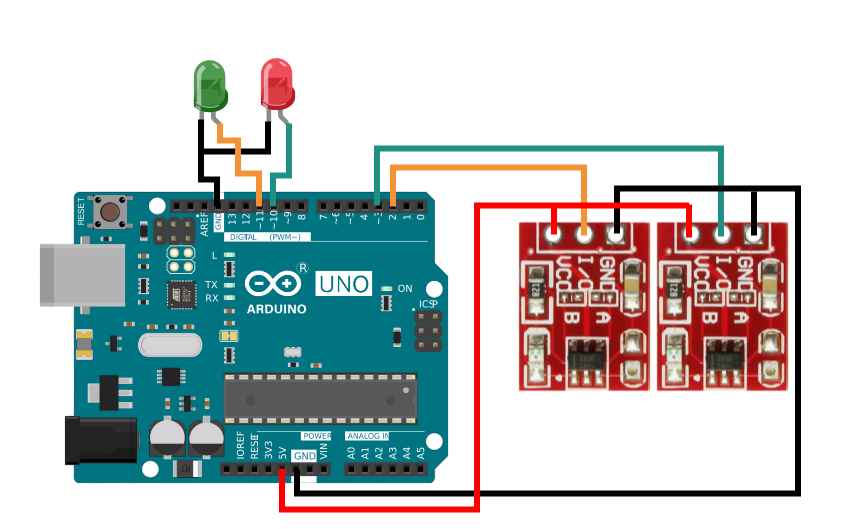 RESET
AREF
GND
13
12
~11
~10
~9
8
7
~6
~5
4
~3
2
1
0
DIGITAL (PWM~)
L
TX
RX
R
UNO
ARDUINO
ON
ICSP
POWER
ANALOG IN
IOREF
RESET
3V3
5V
GND
VIN
A0
A1
A2
A3
A4
A5
VCC
I/O
GND
128
B
A
VCC
I/O
GND
128
B
A